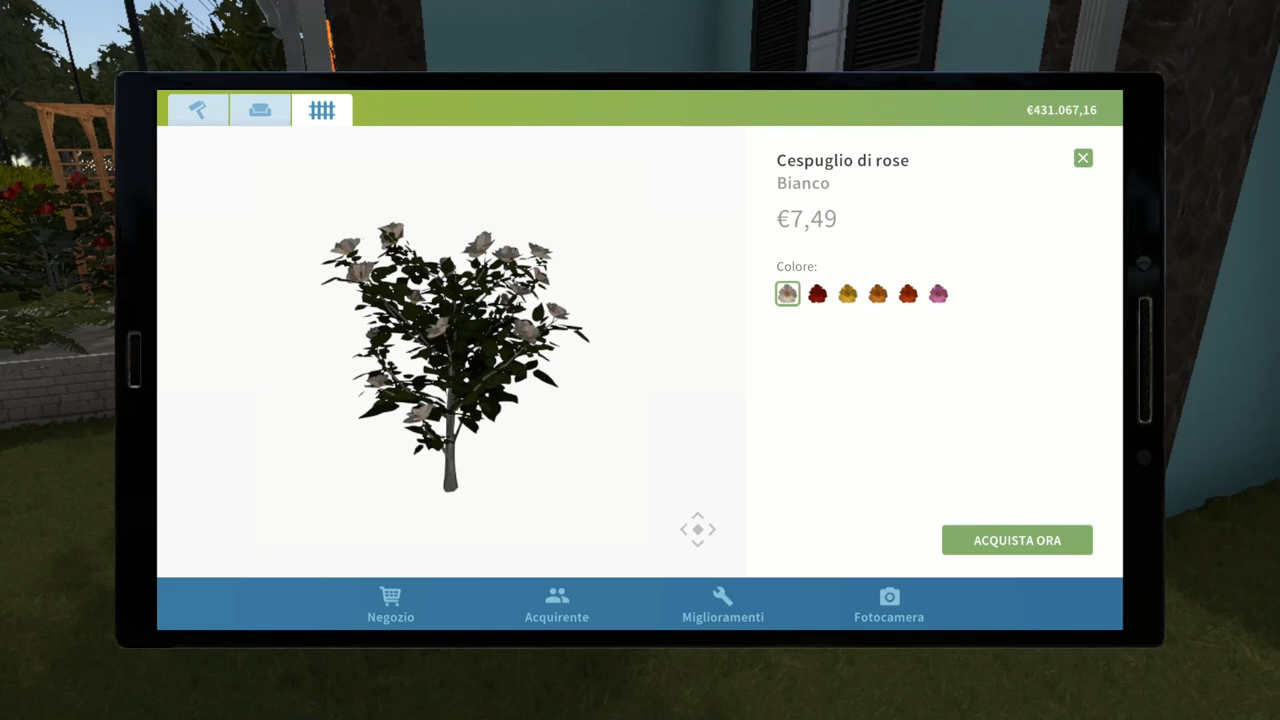 €431.067,16
Cespuglio di rose
Bianco
€7,49
Colore:
ACQUISTA ORA
Negozio
Acquirente
Miglioramenti
Fotocamera